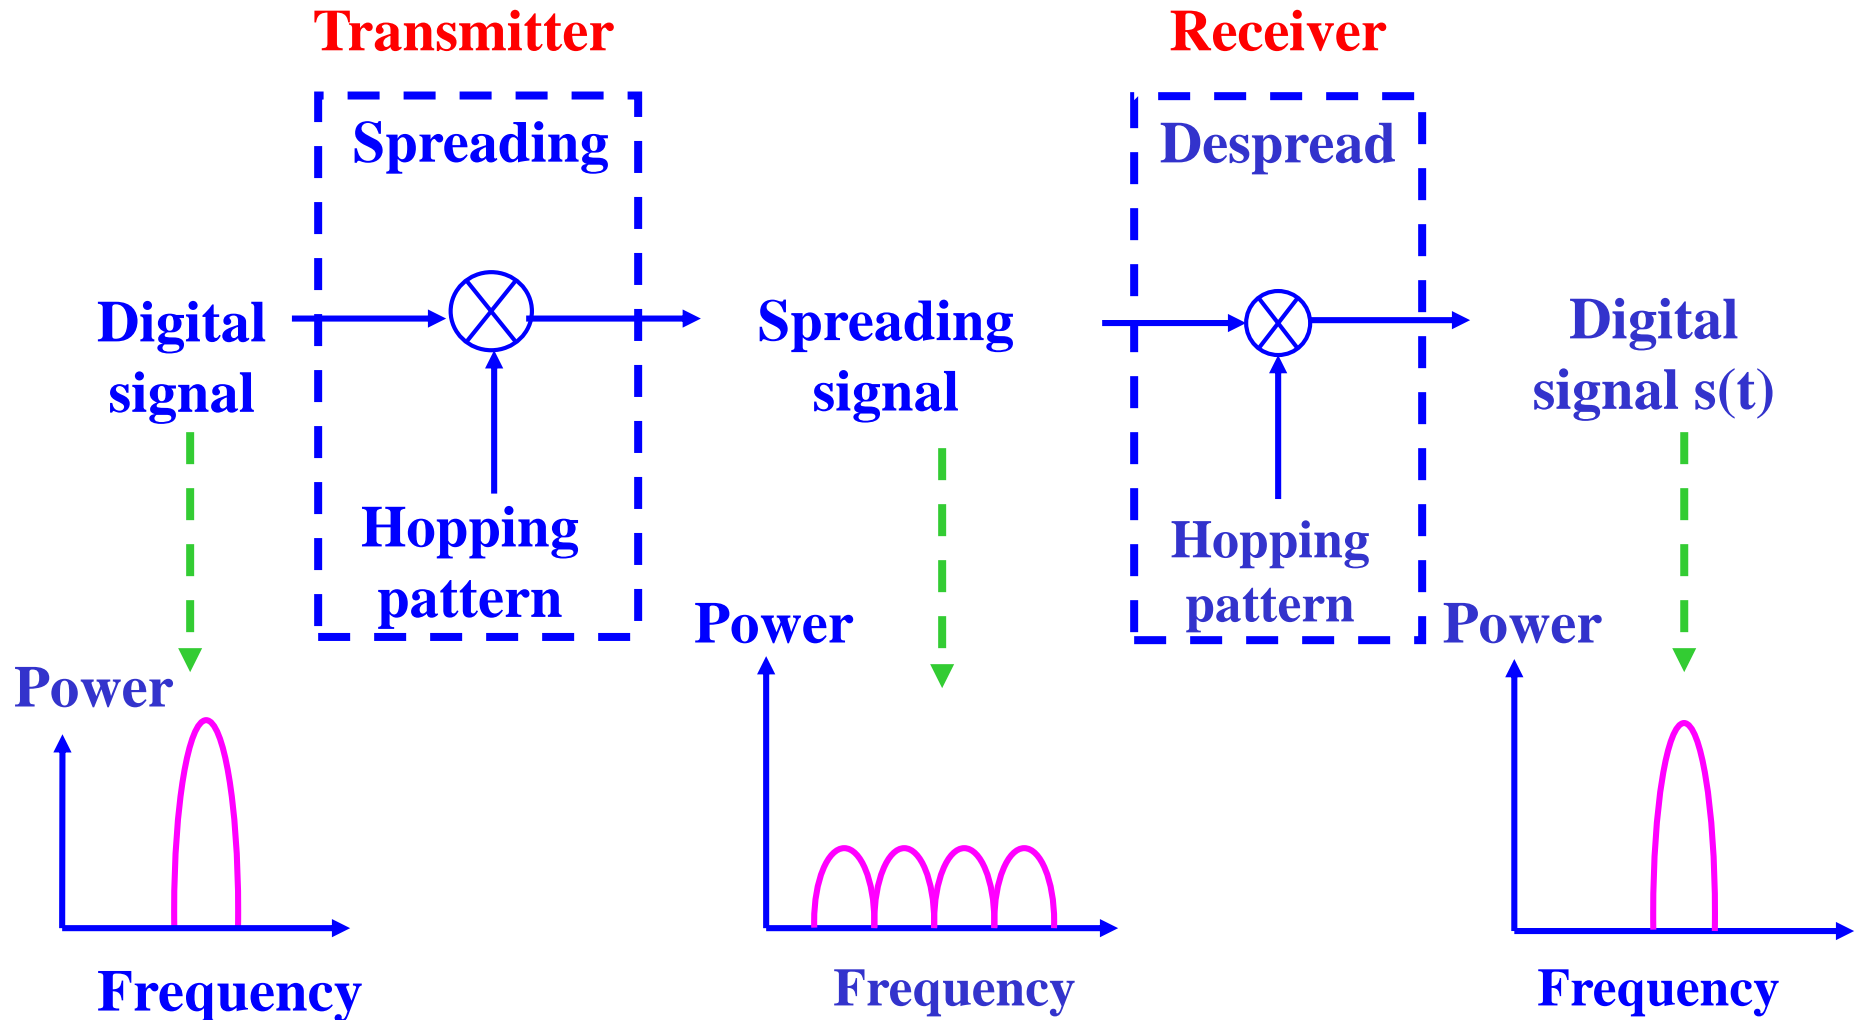 Transmitter
Receiver
Spreading
Despread
Digital
signal
Spreading
signal
Digital
signal s(t)
Hopping
pattern
Hopping
pattern
Power
Power
Power
Frequency
Frequency
Frequency